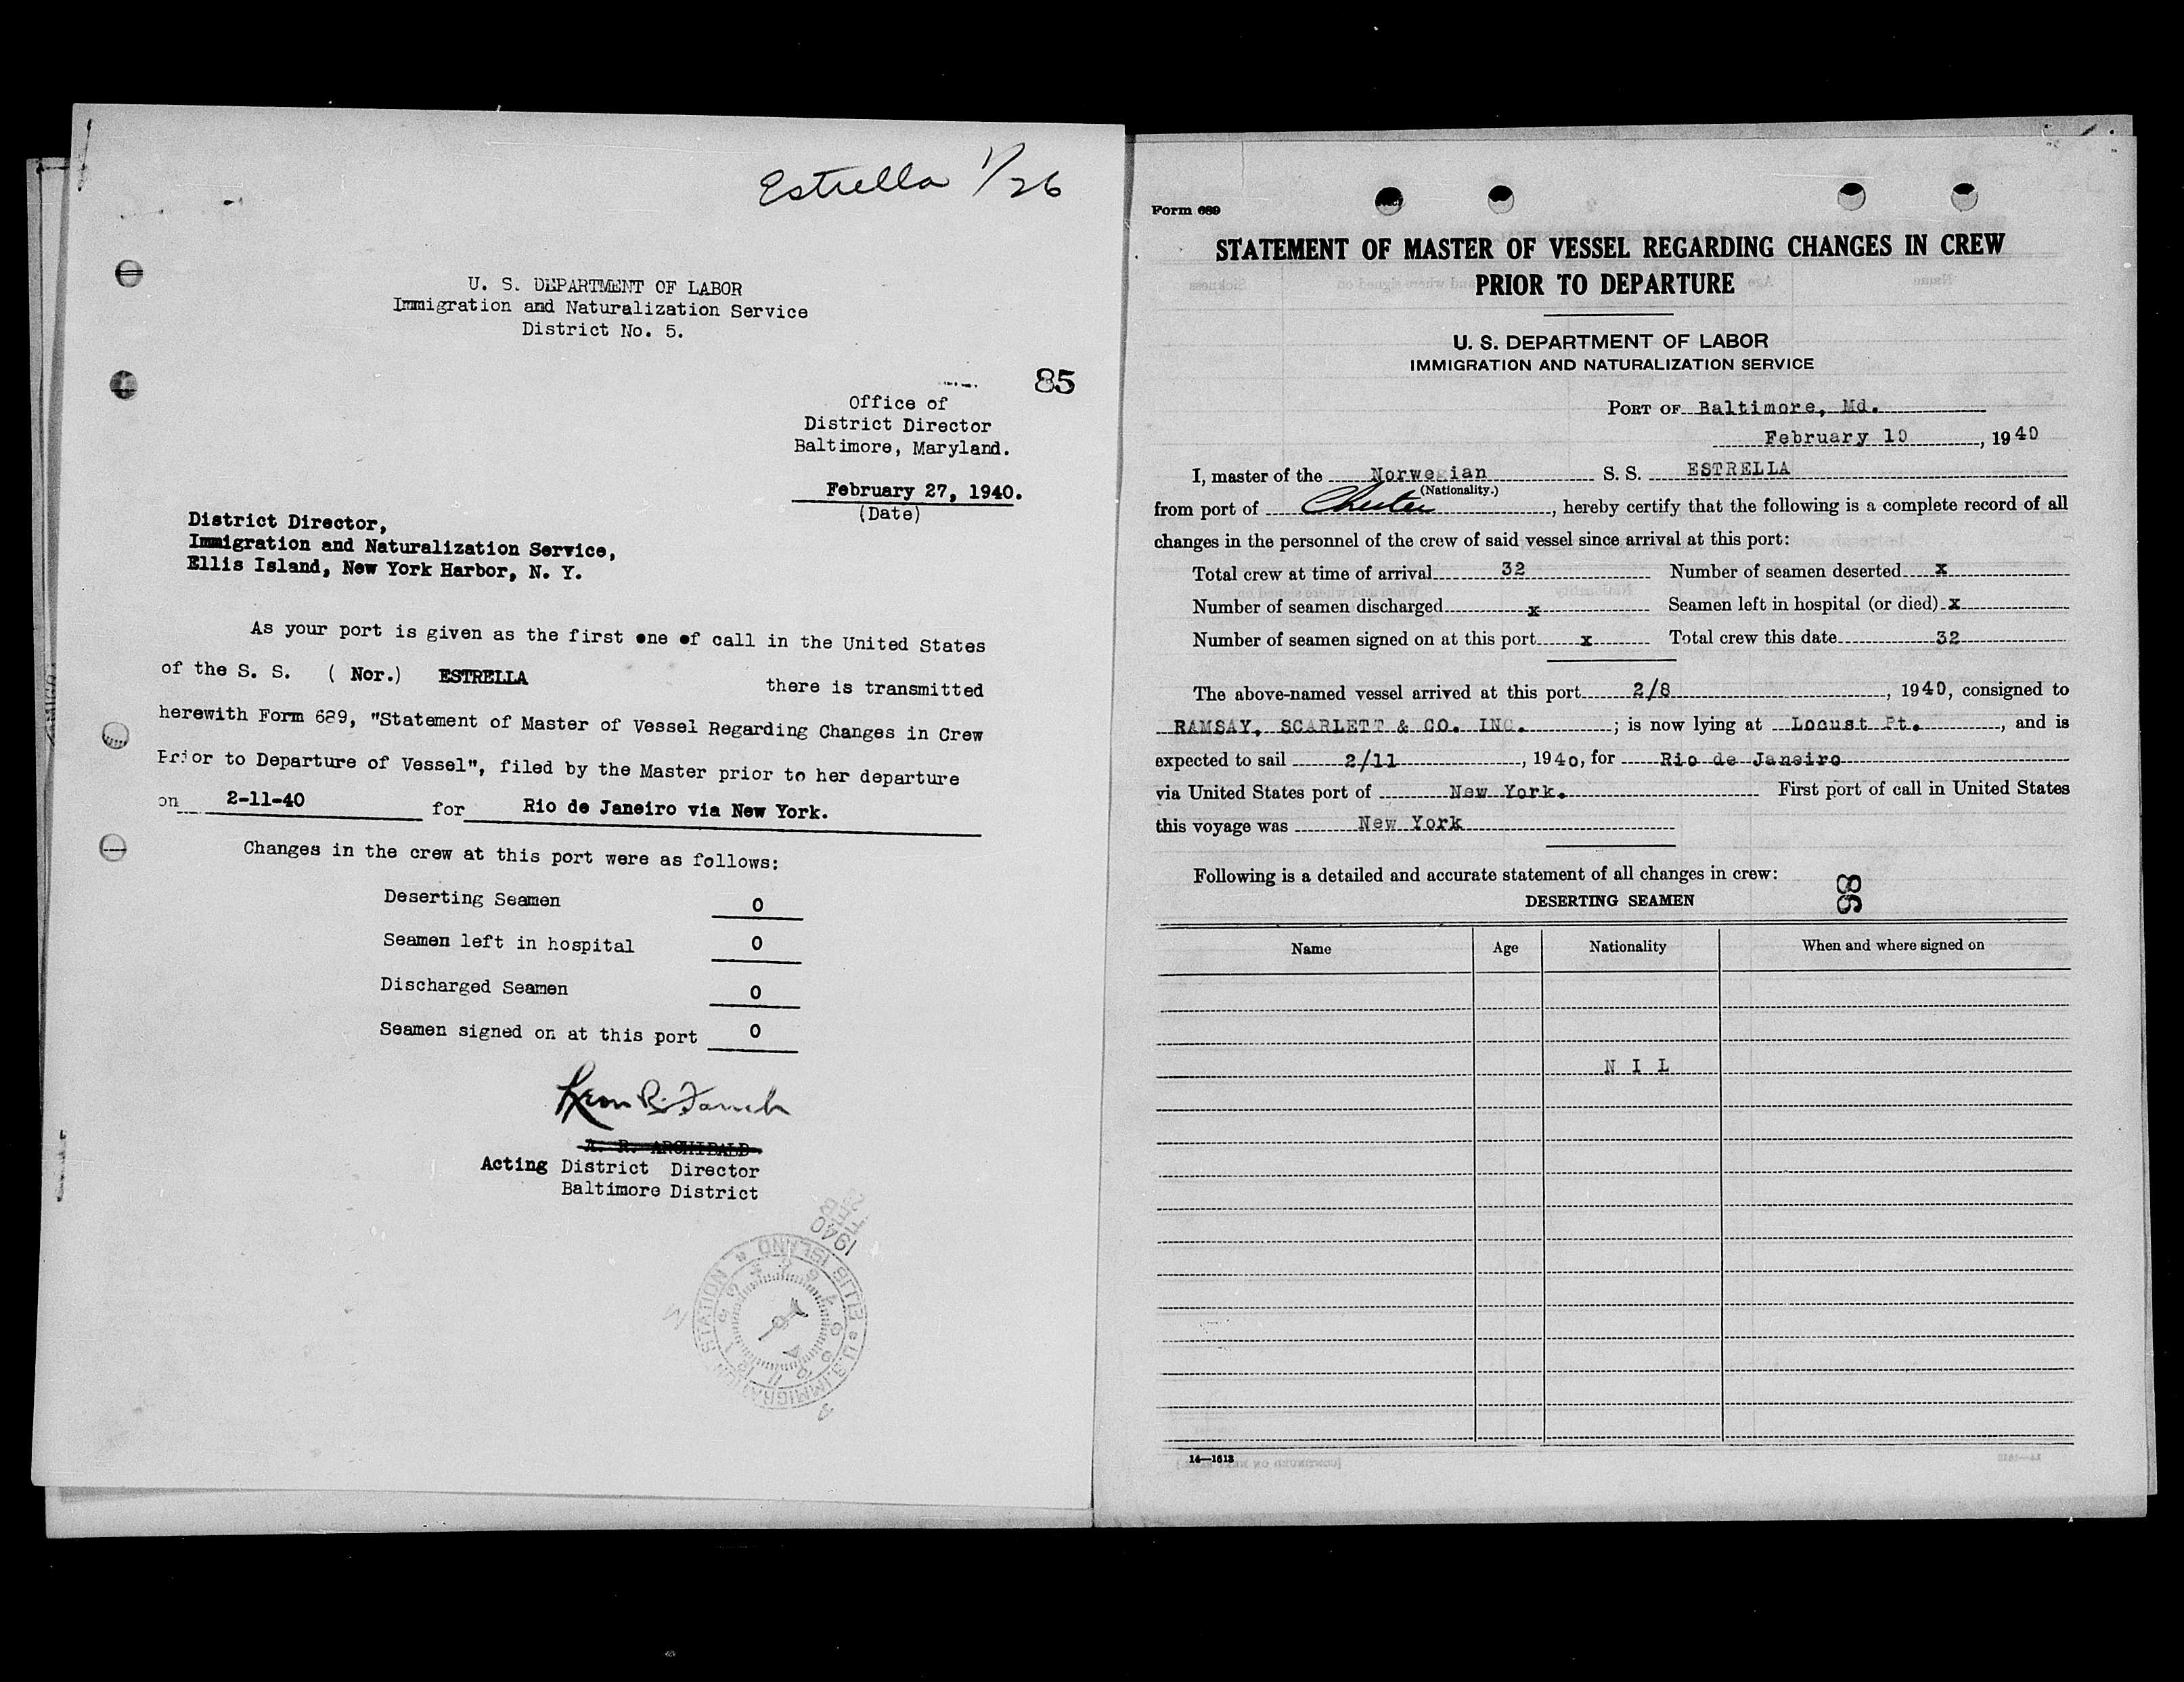 Estrella 1/26
U. S. DEPARTMENT OF LABOR
Immigration and Naturalization Service
District No. 5.
85
Office of
District Director
Baltimore, Maryland.
February 27, 1940.
(Date)
District Director,
Immigration and Naturalization Service,
Ellis Island, New York Harbor, N. Y.
As your port is given as the first one of call in the United States
of the S. S. ( Nor.) ESTRELLA there is transmitted
herewith Form 689, "Statement of Master of Vessel Regarding Changes in Crew
Prior to Departure of Vessel", filed by the Master prior to her departure
on 2-11-40 for Rio de Janeiro via New York.
Changes in the crew at this port were as follows:
Deserting Seamen 0
Seamen left in hospital 0
Discharged Seamen 0
Seamen signed on at this port 0
A. R. ARCHIBALD
Acting District Director
Baltimore District
1940
U.S. IMMIGRATION STATION * ELLIS ISLAND *
Form 689
STATEMENT OF MASTER OF VESSEL REGARDING CHANGES IN CREW
PRIOR TO DEPARTURE
U. S. DEPARTMENT OF LABOR
IMMIGRATION AND NATURALIZATION SERVICE
PORT OF Baltimore, Md.
February 10, 1940
I, master of the Norwegian S. S. ESTRELLA
(Nationality.)
from port of Chester, hereby certify that the following is a complete record of all
changes in the personnel of the crew of said vessel since arrival at this port:
Total crew at time of arrival 32 Number of seamen deserted x
Number of seamen discharged x Seamen left in hospital (or died) x
Number of seamen signed on at this port x Total crew this date 32
The above-named vessel arrived at this port 2/8, 1940, consigned to
RAMSAY, SCARLETT & CO. INC.; is now lying at Locust Pt., and is
expected to sail 2/11, 1940, for Rio de Janeiro
via United States port of New York. First port of call in United States
this voyage was New York
Following is a detailed and accurate statement of all changes in crew:
86
DESERTING SEAMEN
Name Age Nationality When and where signed on
N I L
14—1613